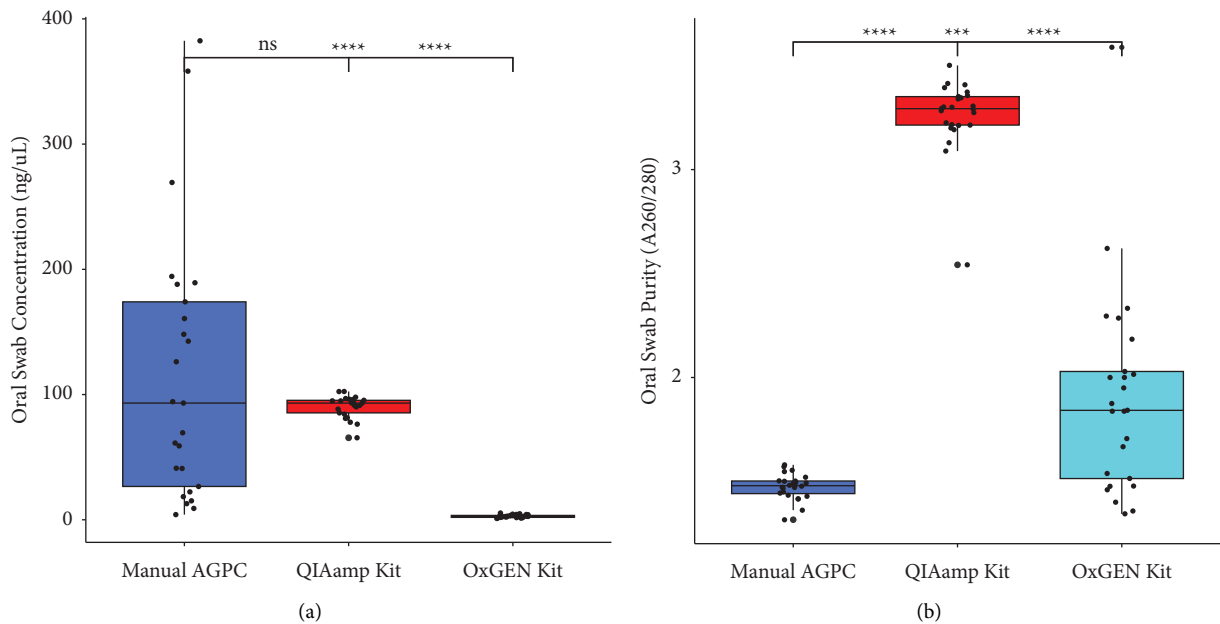 400
300
200
100
0
Oral Swab Concentration (ng/uL)
ns
****
****
Manual AGPC
QIAamp Kit
OxGEN Kit
(a)
3
2
Oral Swab Purity (A260/280)
****
***
****
Manual AGPC
QIAamp Kit
OxGEN Kit
(b)